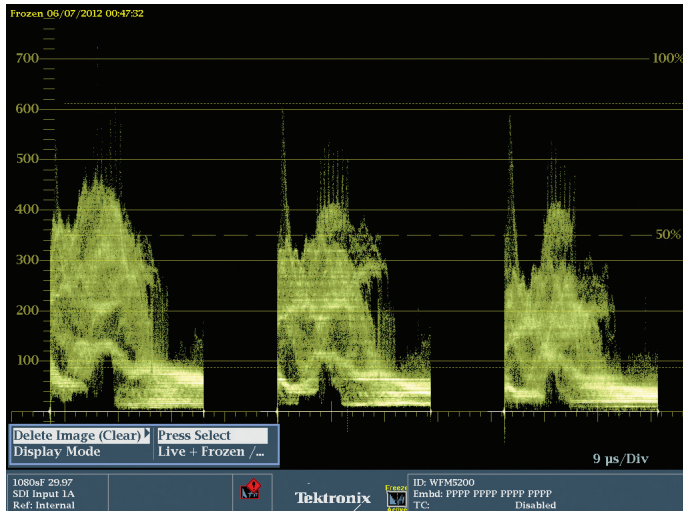 Frozen 06/07/2012 00:47:32
700
100%
600
500
400
50%
300
200
100
Delete Image (Clear) Press Select
Display Mode Live + Frozen /...
9 µs/Div
1080sF 29.97
SDI Input 1A
Ref: Internal
Tektronix
Freeze
Active
ID: WFM5200
Embd: PPPP PPPP PPPP PPPP
TC: Disabled